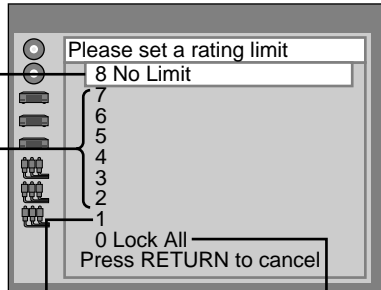 Please set a rating limit
8 No Limit
7
6
5
4
3
2
1
0 Lock All
Press RETURN to cancel